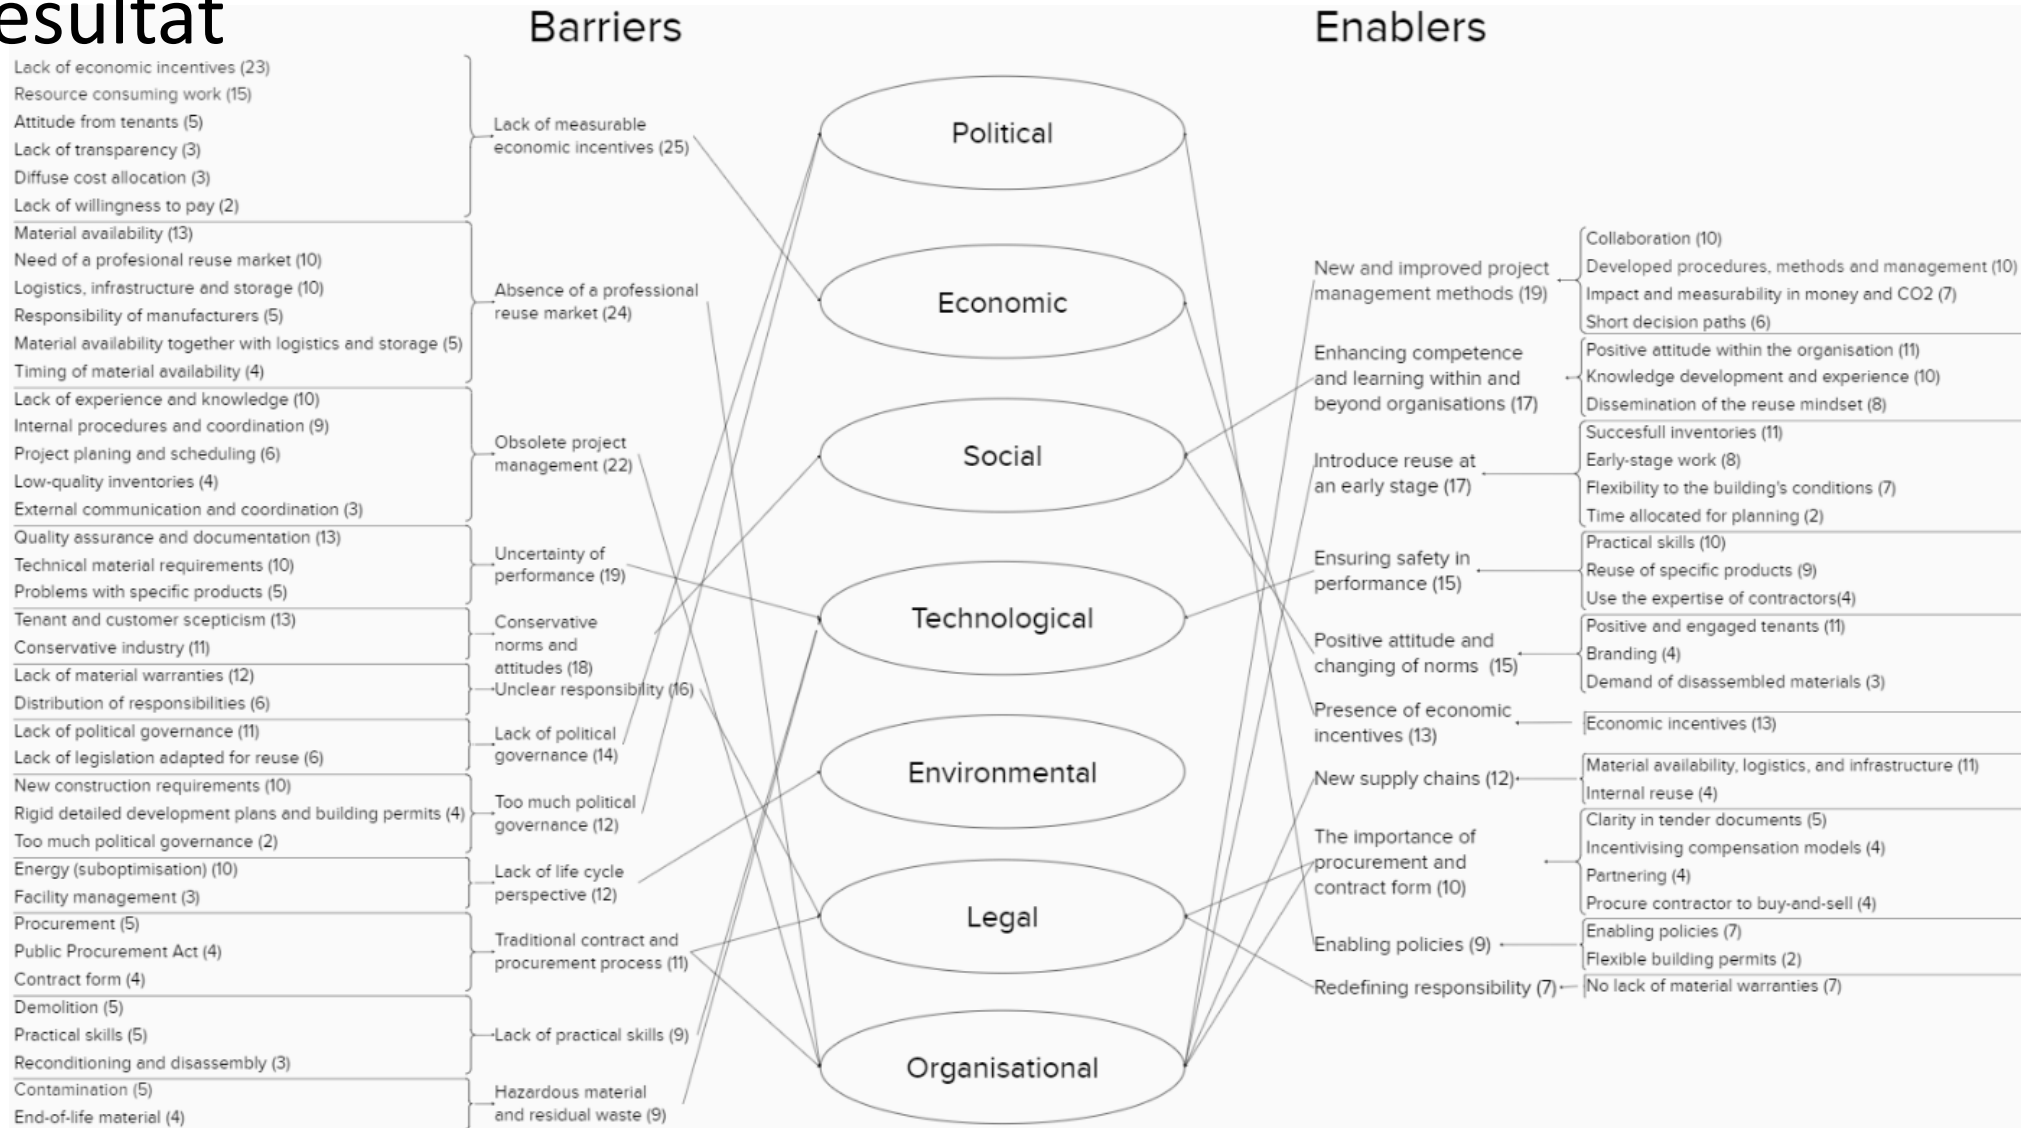 esultat
Barriers
Enablers
Lack of economic incentives (23)
Resource consuming work (15)
Attitude from tenants (5)
Lack of transparency (3)
Diffuse cost allocation (3)
Lack of willingness to pay (2)
Material availability (13)
Need of a profesional reuse market (10)
Logistics, infrastructure and storage (10)
Responsibility of manufacturers (5)
Material availability together with logistics and storage (5)
Timing of material availability (4)
Lack of experience and knowledge (10)
Internal procedures and coordination (9)
Project planing and scheduling (6)
Low-quality inventories (4)
External communication and coordination (3)
Quality assurance and documentation (13)
Technical material requirements (10)
Problems with specific products (5)
Tenant and customer scepticism (13)
Conservative industry (11)
Lack of material warranties (12)
Distribution of responsibilities (6)
Lack of political governance (11)
Lack of legislation adapted for reuse (6)
New construction requirements (10)
Rigid detailed development plans and building permits (4)
Too much political governance (2)
Energy (suboptimisation) (10)
Facility management (3)
Procurement (5)
Public Procurement Act (4)
Contract form (4)
Demolition (5)
Practical skills (5)
Reconditioning and disassembly (3)
Contamination (5)
End-of-life material (4)
Lack of measurable
economic incentives (25)
Absence of a professional
reuse market (24)
Obsolete project
management (22)
Uncertainty of
performance (19)
Conservative
norms and
attitudes (18)
Unclear responsibility (16)
Lack of political
governance (14)
Too much political
governance (12)
Lack of life cycle
perspective (12)
Traditional contract and
procurement process (11)
Lack of practical skills (9)
Hazardous material
and residual waste (9)
Political
Economic
Social
Technological
Environmental
Legal
Organisational
New and improved project
management methods (19)
Enhancing competence
and learning within and
beyond organisations (17)
Introduce reuse at
an early stage (17)
Ensuring safety in
performance (15)
Positive attitude and
changing of norms (15)
Presence of economic
incentives (13)
New supply chains (12)
The importance of
procurement and
contract form (10)
Enabling policies (9)
Redefining responsibility (7)
Collaboration (10)
Developed procedures, methods and management (10)
Impact and measurability in money and CO2 (7)
Short decision paths (6)
Positive attitude within the organisation (11)
Knowledge development and experience (10)
Dissemination of the reuse mindset (8)
Succesfull inventories (11)
Early-stage work (8)
Flexibility to the building's conditions (7)
Time allocated for planning (2)
Practical skills (10)
Reuse of specific products (9)
Use the expertise of contractors(4)
Positive and engaged tenants (11)
Branding (4)
Demand of disassembled materials (3)
Economic incentives (13)
Material availability, logistics, and infrastructure (11)
Internal reuse (4)
Clarity in tender documents (5)
Incentivising compensation models (4)
Partnering (4)
Procure contractor to buy-and-sell (4)
Enabling policies (7)
Flexible building permits (2)
No lack of material warranties (7)